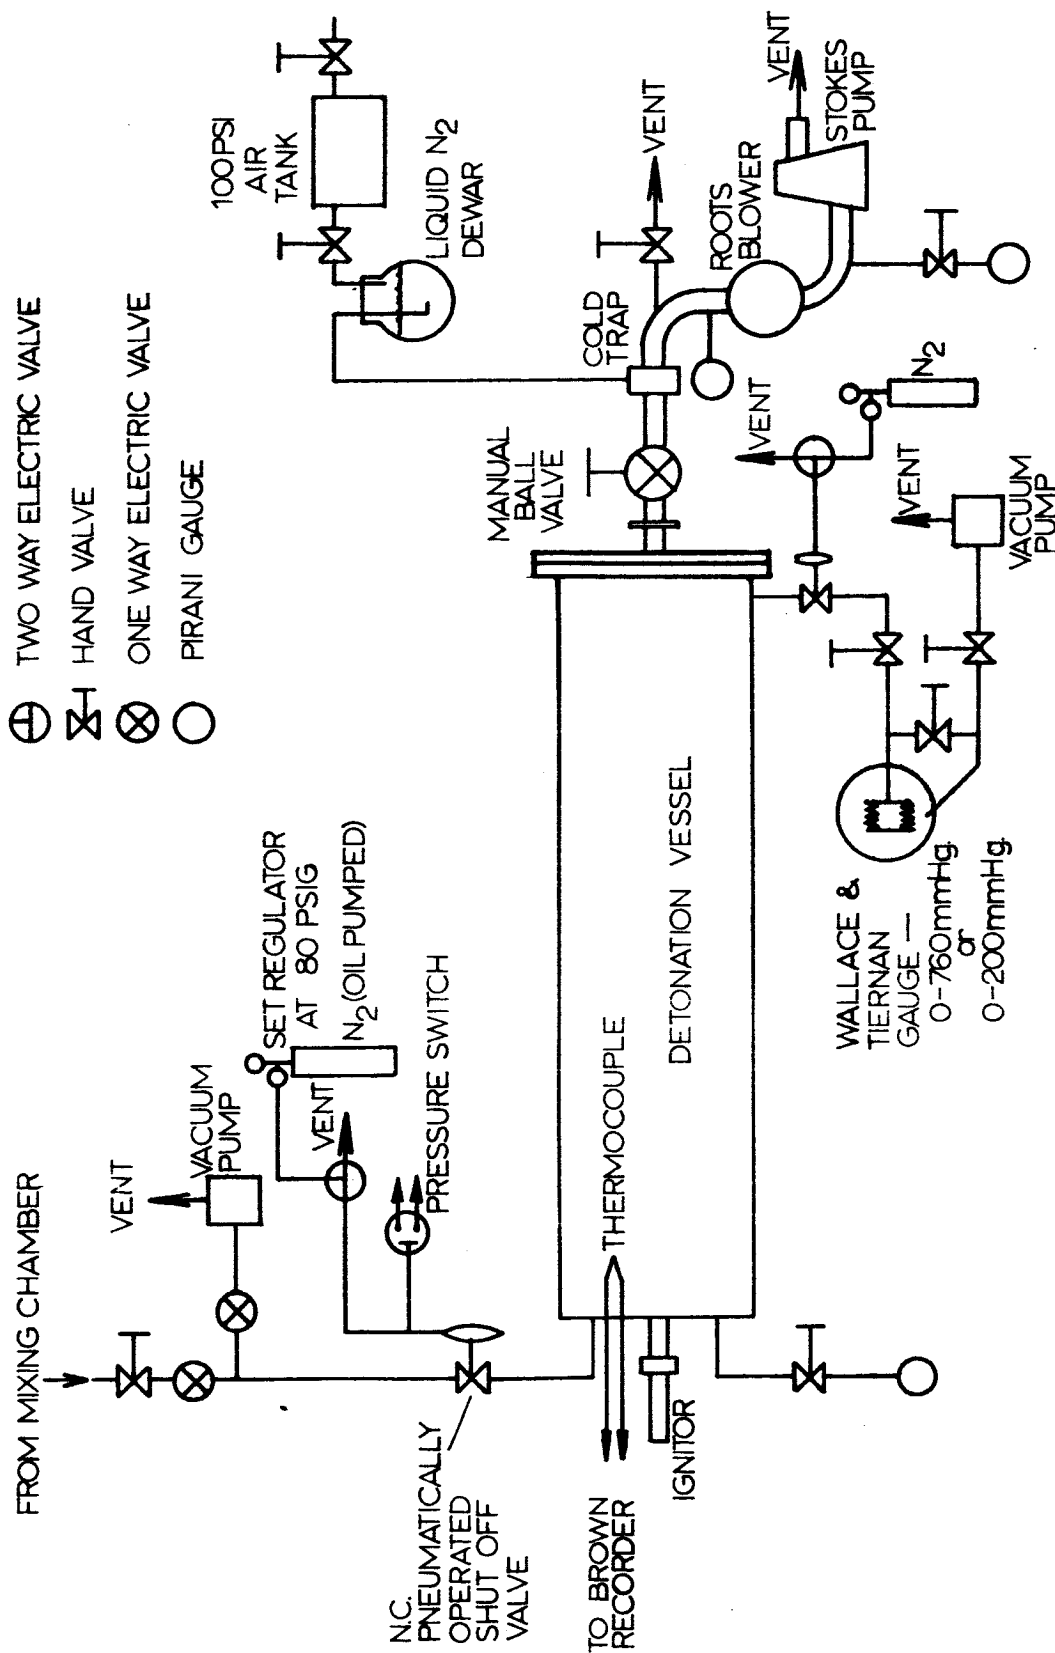 TWO WAY ELECTRIC VALVE
HAND VALVE
ONE WAY ELECTRIC VALVE
PIRANI GAUGE
FROM MIXING CHAMBER
VENT
VACUUM
PUMP
SET REGULATOR
AT 80 PSIG
N2 (OIL PUMPED)
VENT
PRESSURE SWITCH
N.C.
PNEUMATICALLY
OPERATED
SHUT OFF
VALVE
100 PSI
AIR
TANK
LIQUID N2
DEWAR
MANUAL
BALL
VALVE
COLD
TRAP
VENT
ROOTS
BLOWER
VENT
STOKES
PUMP
TO BROWN
RECORDER
IGNITOR
THERMOCOUPLE
DETONATION VESSEL
VENT
N2
VENT
VACUUM
PUMP
WALLACE &
TIERNAN
GAUGE —
0-760mmHg.
or
0-200mmHg.